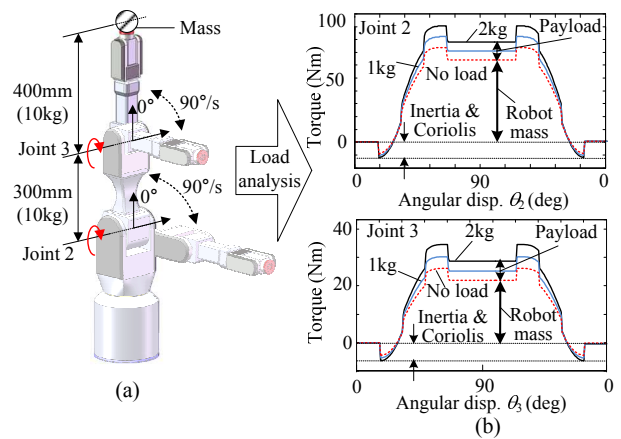 Mass
400mm
(10kg)
0°
90°/s
Joint 3
300mm
(10kg)
0°
90°/s
Joint 2
(a)
Load
analysis
Torque (Nm)
100
80
40
0
Joint 2
2kg
Payload
1kg
No load
Inertia &
Coriolis
Robot
mass
0
90
0
Angular disp. θ2 (deg)
Torque (Nm)
40
20
0
Joint 3
2kg
Payload
1kg
No load
Inertia &
Coriolis
Robot
mass
0
90
0
Angular disp. θ3 (deg)
(b)